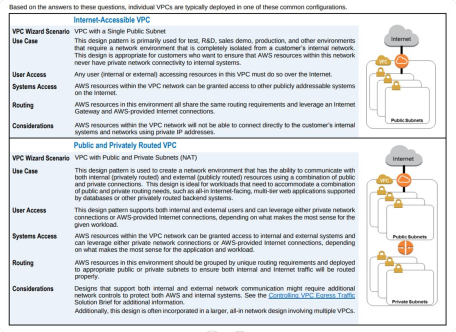 Based on the answers to these questions, individual VPCs are typically deployed in one of these common configurations.
Internet-Accessible VPC
VPC Wizard Scenario VPC with a Single Public Subnet
Use Case This design pattern is primarily used for test, R&D, sales demo, production, and other environments
that require a network environment that is completely isolated from a customer's internal network.
This design is appropriate for customers who want to ensure that AWS resources within this network
never have private network connectivity to internal systems.
User Access Any user (internal or external) accessing resources in this VPC must do so over the Internet.
Systems Access AWS resources within the VPC network can be granted access to other publicly addressable systems
on the Internet.
Routing AWS resources in this environment all share the same routing requirements and leverage an Internet
Gateway and AWS-provided Internet connections.
Considerations AWS resources within the VPC network will not be able to connect directly to the customer's internal
systems and networks using private IP addresses.
Internet
VPC
Public Subnets
Public and Privately Routed VPC
VPC Wizard Scenario VPC with Public and Private Subnets (NAT)
Use Case This design pattern is used to create a network environment that has the ability to communicate with
both internal (privately routed) and external (publicly routed) resources using a combination of public
and private connections. This design is ideal for workloads that need to accommodate a combination
of public and private routing needs, such as all-in Internet-facing, multi-tier web applications supported
by databases or other privately routed backend systems.
User Access This design pattern supports both internal and external users and can leverage either private network
connections or AWS-provided Internet connections, depending on what makes the most sense for the
given workload.
Systems Access AWS resources within the VPC network can be granted access to internal and external systems and
can leverage either private network connections or AWS-provided Internet connections, depending
on what makes the most sense for the application and workload.
Routing AWS resources in this environment should be grouped by unique routing requirements and deployed
to appropriate public or private subnets to ensure both internal and Internet traffic will be routed
properly.
Considerations Designs that support both internal and external network communication might require additional
network controls to protect both AWS and internal systems. See the Controlling VPC Egress Traffic
Solution Brief for additional information.
Additionally, this design is often incorporated in a larger, all-in network design involving multiple VPCs.
Internet
VPC
Public Subnets
Private Subnets